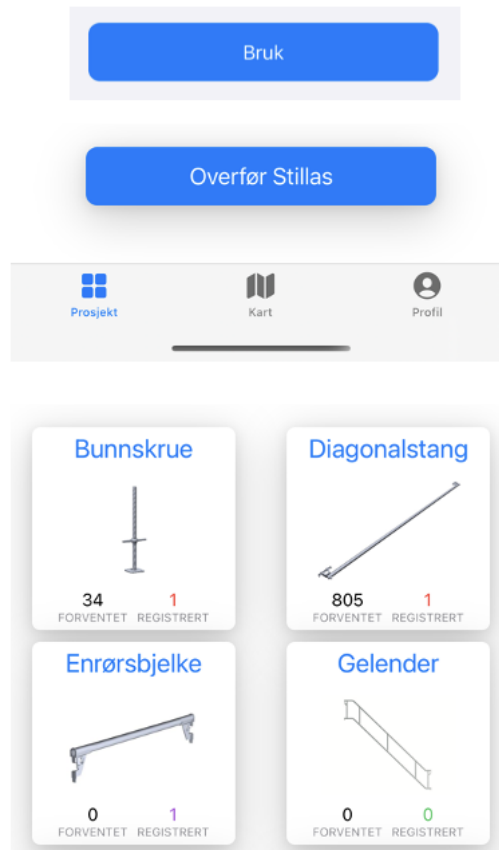 Bruk
Overfør Stillas
Prosjekt Kart Profil
Bunnskrue Diagonalstang
34 1 805 1
FORVENTET REGISTRERT FORVENTET REGISTRERT
Enrørsbjelke Gelender
0 1 0 0
FORVENTET REGISTRERT FORVENTET REGISTRERT